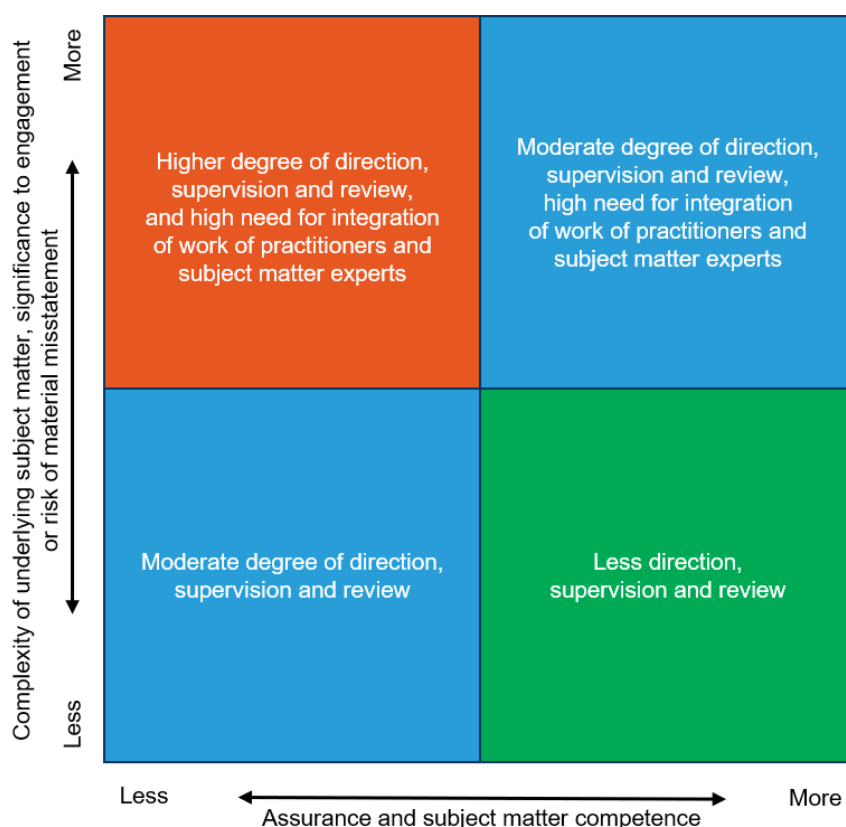 Complexity of underlying subject matter, significance to engagement
or risk of material misstatement
More
Less
Higher degree of direction,
supervision and review,
and high need for integration
of work of practitioners and
subject matter experts
Moderate degree of direction,
supervision and review,
high need for integration
of work of practitioners and
subject matter experts
Moderate degree of direction,
supervision and review
Less direction,
supervision and review
Less
More
Assurance and subject matter competence